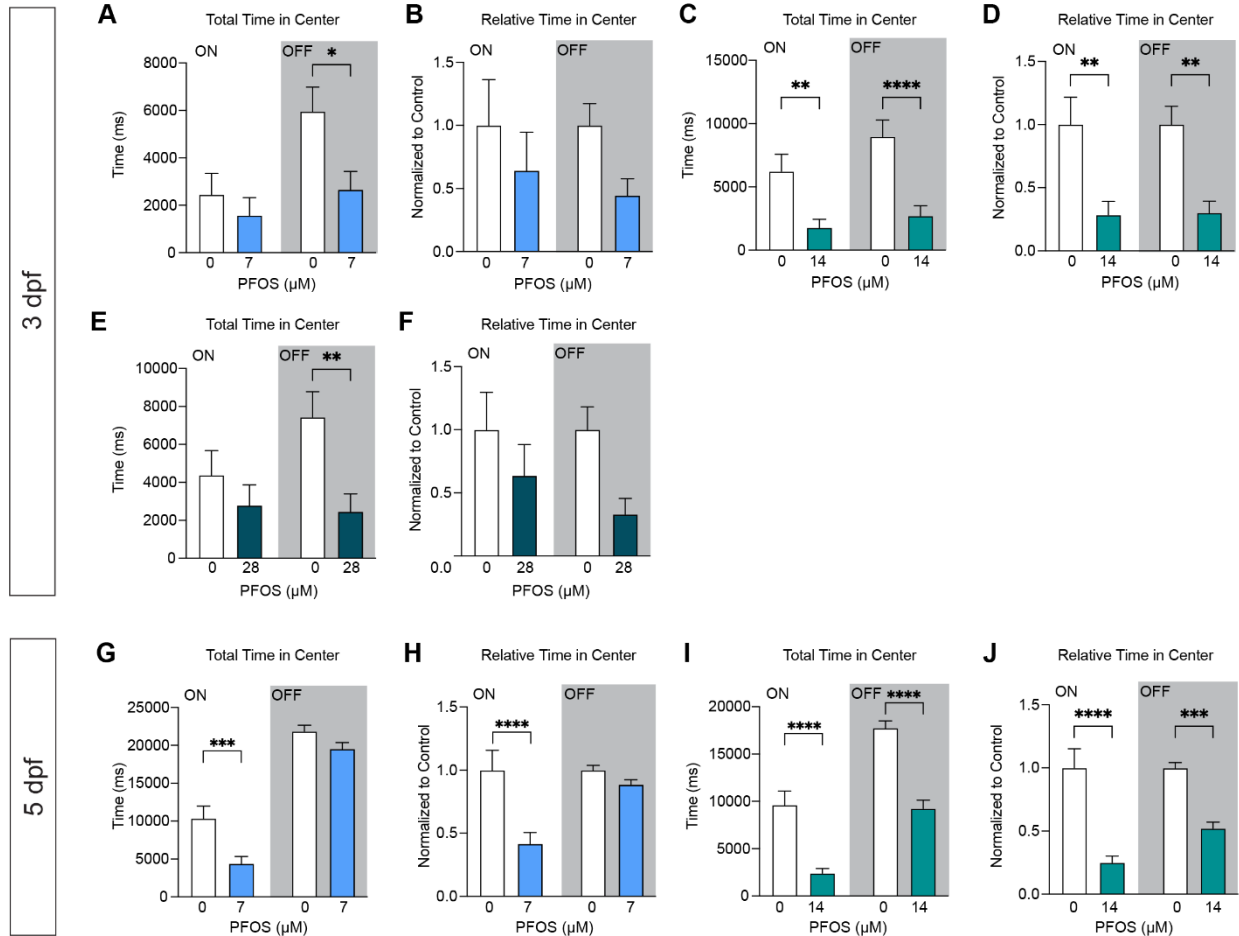 3 dpf
A
Total Time in Center
ON
OFF
*
Time (ms)
8000
6000
4000
2000
0
0 7 0 7
PFOS (µM)
B
Relative Time in Center
ON
OFF
Normalized to Control
1.5
1.0
0.5
0.0
0 7 0 7
PFOS (µM)
C
Total Time in Center
ON
OFF
** ****
Time (ms)
15000
10000
5000
0
0 14 0 14
PFOS (µM)
D
Relative Time in Center
ON
OFF
** **
Normalized to Control
1.5
1.0
0.5
0.0
0 14 0 14
PFOS (µM)
E
Total Time in Center
ON
OFF
**
Time (ms)
10000
8000
6000
4000
2000
0
0 28 0 28
PFOS (µM)
F
Relative Time in Center
ON
OFF
Normalized to Control
1.5
1.0
0.5
0.0
0 28 0 28
PFOS (µM)
5 dpf
G
Total Time in Center
ON
OFF
***
Time (ms)
25000
20000
15000
10000
5000
0
0 7 0 7
PFOS (µM)
H
Relative Time in Center
ON
OFF
****
Normalized to Control
1.5
1.0
0.5
0.0
0 7 0 7
PFOS (µM)
I
Total Time in Center
ON
OFF
**** ****
Time (ms)
20000
15000
10000
5000
0
0 14 0 14
PFOS (µM)
J
Relative Time in Center
ON
OFF
**** ***
Normalized to Control
1.5
1.0
0.5
0.0
0 14 0 14
PFOS (µM)